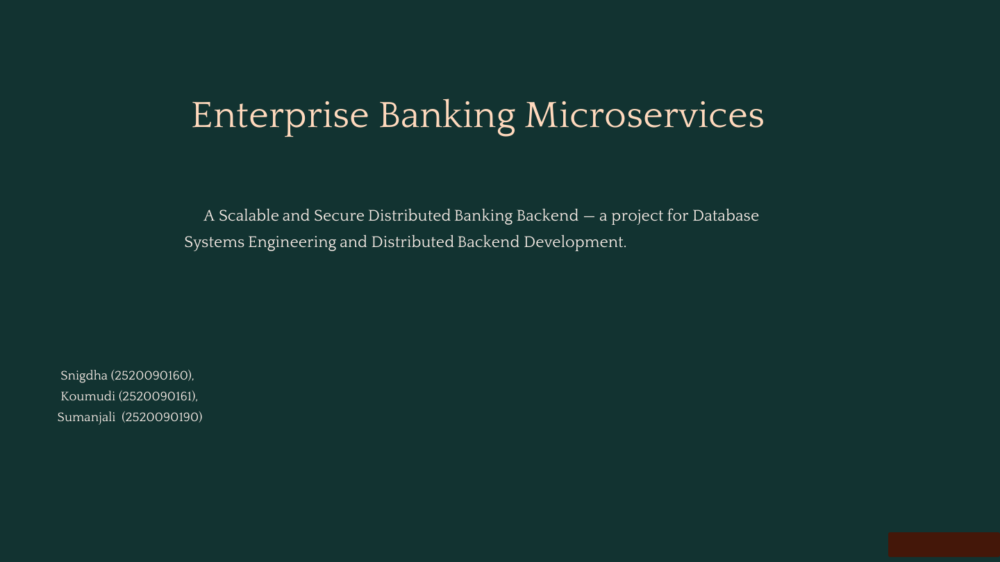 Enterprise Banking Microservices
A Scalable and Secure Distributed Banking Backend — a project for Database
Systems Engineering and Distributed Backend Development.
Snigdha (2520090160),
Koumudi (2520090161),
Sumanjali (2520090190)